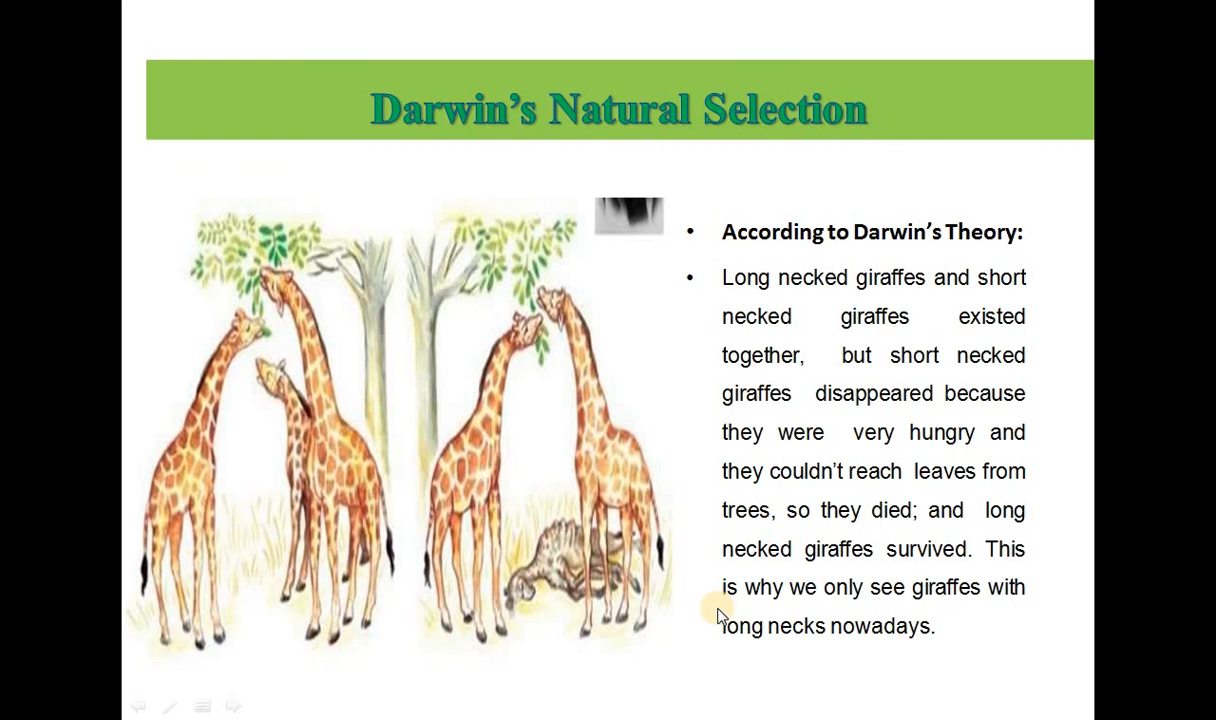 Darwin's Natural Selection
• According to Darwin's Theory:
• Long necked giraffes and short
necked giraffes existed
together, but short necked
giraffes disappeared because
they were very hungry and
they couldn't reach leaves from
trees, so they died; and long
necked giraffes survived. This
is why we only see giraffes with
long necks nowadays.